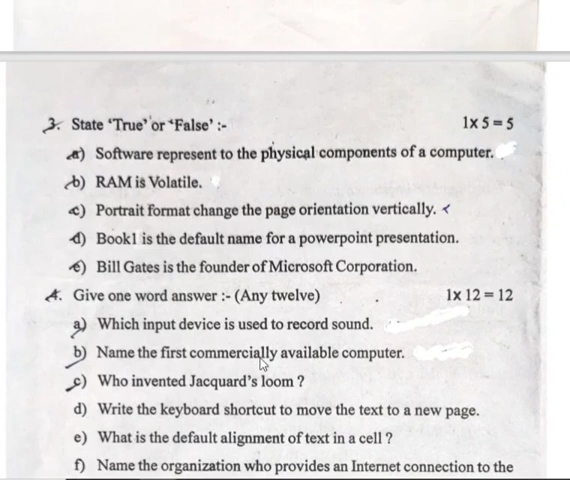 3. State 'True' or 'False' :- 1x 5 = 5
a) Software represent to the physical components of a computer.
b) RAM is Volatile.
c) Portrait format change the page orientation vertically.
d) Book1 is the default name for a powerpoint presentation.
e) Bill Gates is the founder of Microsoft Corporation.
4. Give one word answer :- (Any twelve) 1x 12 = 12
a) Which input device is used to record sound.
b) Name the first commercially available computer.
c) Who invented Jacquard's loom ?
d) Write the keyboard shortcut to move the text to a new page.
e) What is the default alignment of text in a cell ?
f) Name the organization who provides an Internet connection to the